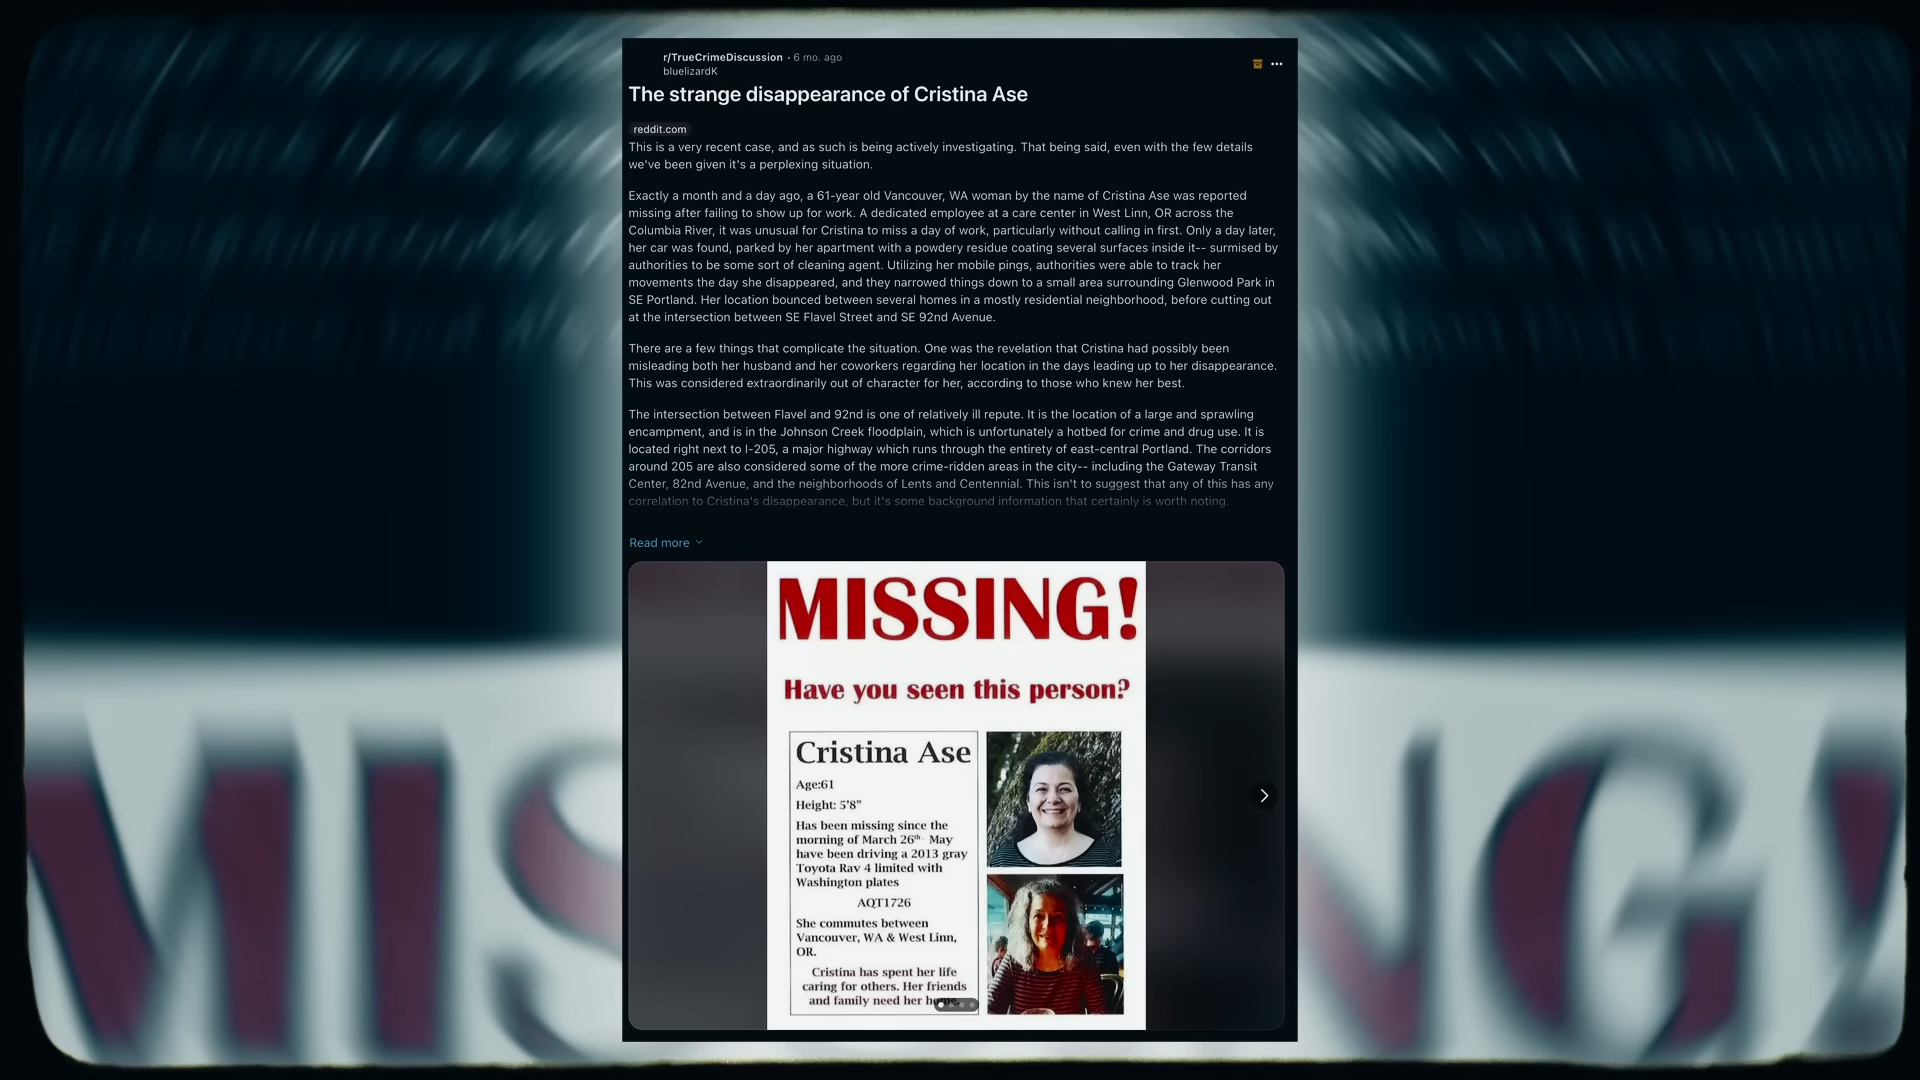 r/TrueCrimeDiscussion · 6 mo. ago
bluelizardK
The strange disappearance of Cristina Ase
reddit.com
This is a very recent case, and as such is being actively investigating. That being said, even with the few details
we've been given it's a perplexing situation.
Exactly a month and a day ago, a 61-year old Vancouver, WA woman by the name of Cristina Ase was reported
missing after failing to show up for work. A dedicated employee at a care center in West Linn, OR across the
Columbia River, it was unusual for Cristina to miss a day of work, particularly without calling in first. Only a day later,
her car was found, parked by her apartment with a powdery residue coating several surfaces inside it-- surmised by
authorities to be some sort of cleaning agent. Utilizing her mobile pings, authorities were able to track her
movements the day she disappeared, and they narrowed things down to a small area surrounding Glenwood Park in
SE Portland. Her location bounced between several homes in a mostly residential neighborhood, before cutting out
at the intersection between SE Flavel Street and SE 92nd Avenue.
There are a few things that complicate the situation. One was the revelation that Cristina had possibly been
misleading both her husband and her coworkers regarding her location in the days leading up to her disappearance.
This was considered extraordinarily out of character for her, according to those who knew her best.
The intersection between Flavel and 92nd is one of relatively ill repute. It is the location of a large and sprawling
encampment, and is in the Johnson Creek floodplain, which is unfortunately a hotbed for crime and drug use. It is
located right next to I-205, a major highway which runs through the entirety of east-central Portland. The corridors
around 205 are also considered some of the more crime-ridden areas in the city-- including the Gateway Transit
Center, 82nd Avenue, and the neighborhoods of Lents and Centennial. This isn't to suggest that any of this has any
correlation to Cristina's disappearance, but it's some background information that certainly is worth noting.
Read more
MISSING!
Have you seen this person?
Cristina Ase
Age:61
Height: 5'8"
Has been missing since the
morning of March 26th. May
have been driving a 2013 gray
Toyota Rav 4 limited with
Washington plates
AQT1726
She commutes between
Vancouver, WA & West Linn,
OR.
Cristina has spent her life
caring for others. Her friends
and family need her home.
MISSING!